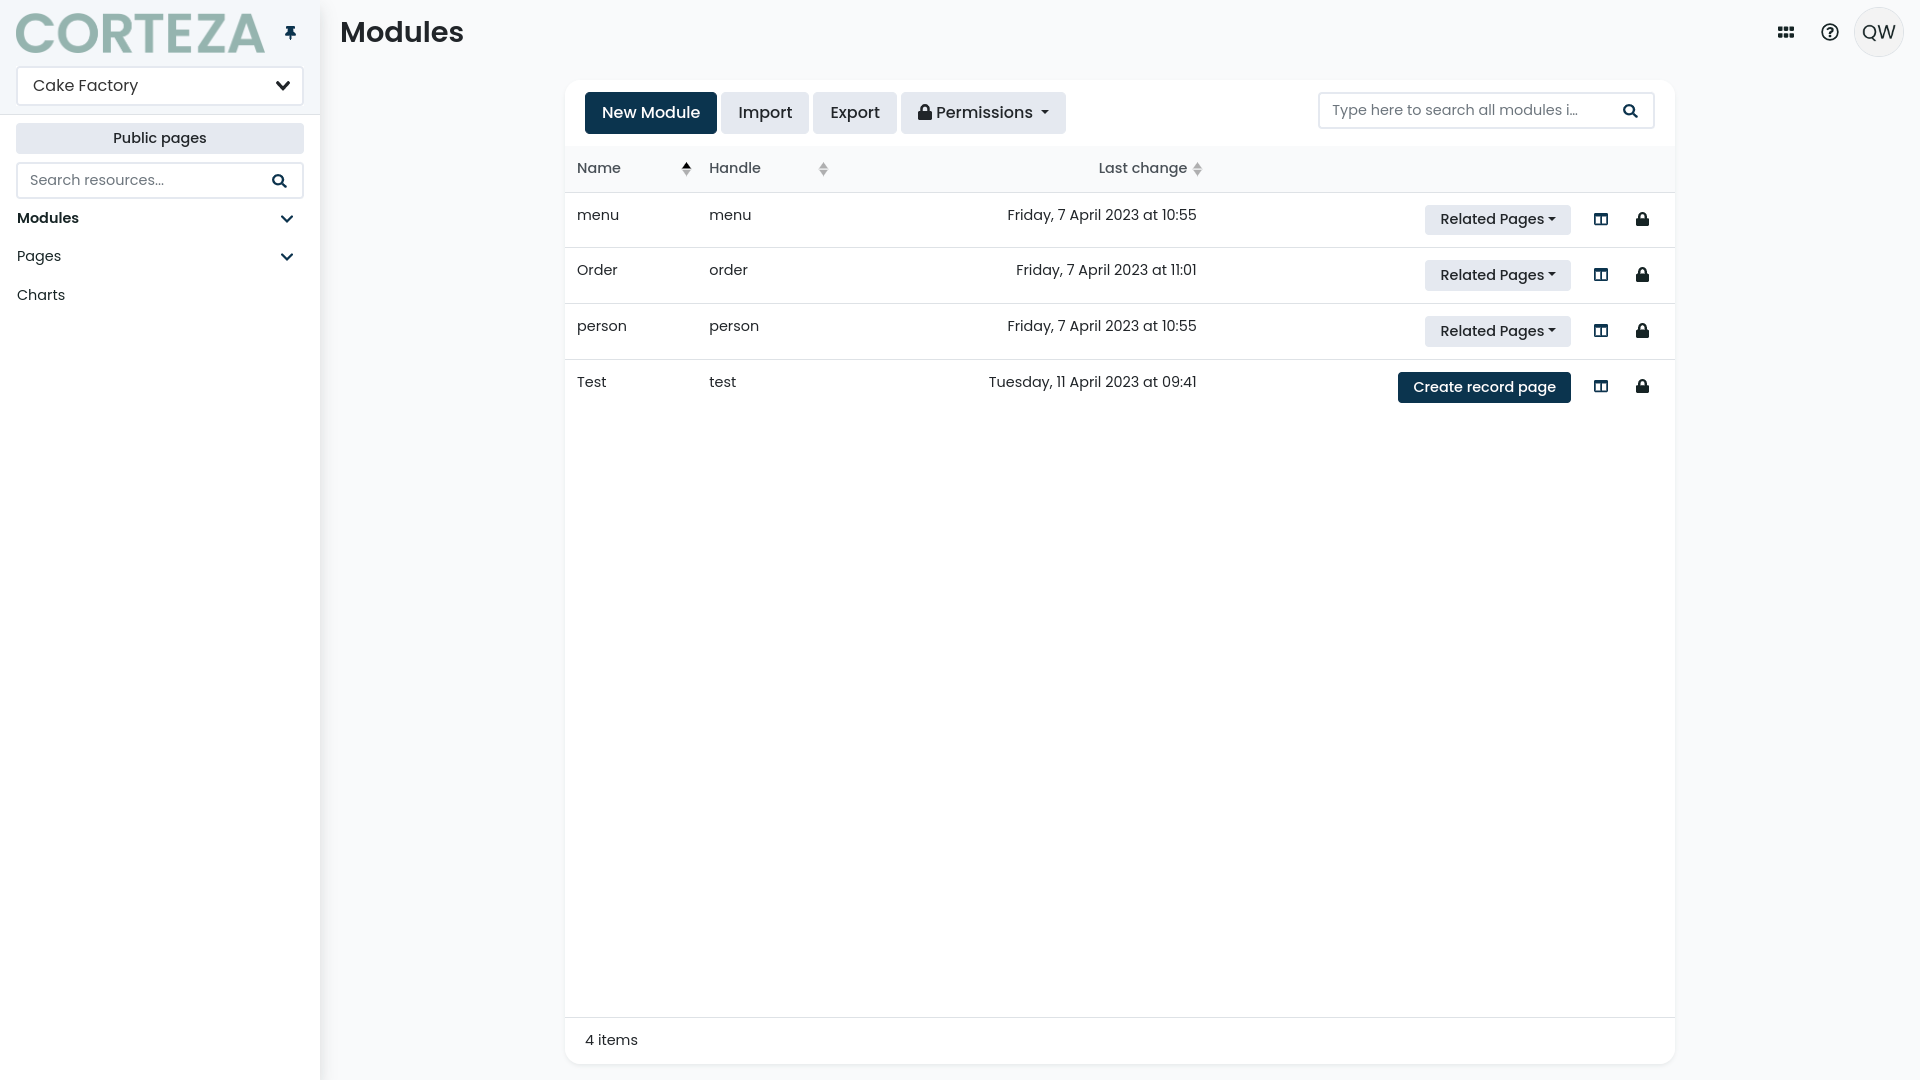 CORTEZA
Modules
QW
Cake Factory
Public pages
Search resources...
Modules
Pages
Charts
New Module Import Export Permissions
Type here to search all modules i...
Name Handle Last change
menu menu Friday, 7 April 2023 at 10:55 Related Pages
Order order Friday, 7 April 2023 at 11:01 Related Pages
person person Friday, 7 April 2023 at 10:55 Related Pages
Test test Tuesday, 11 April 2023 at 09:41 Create record page
4 items